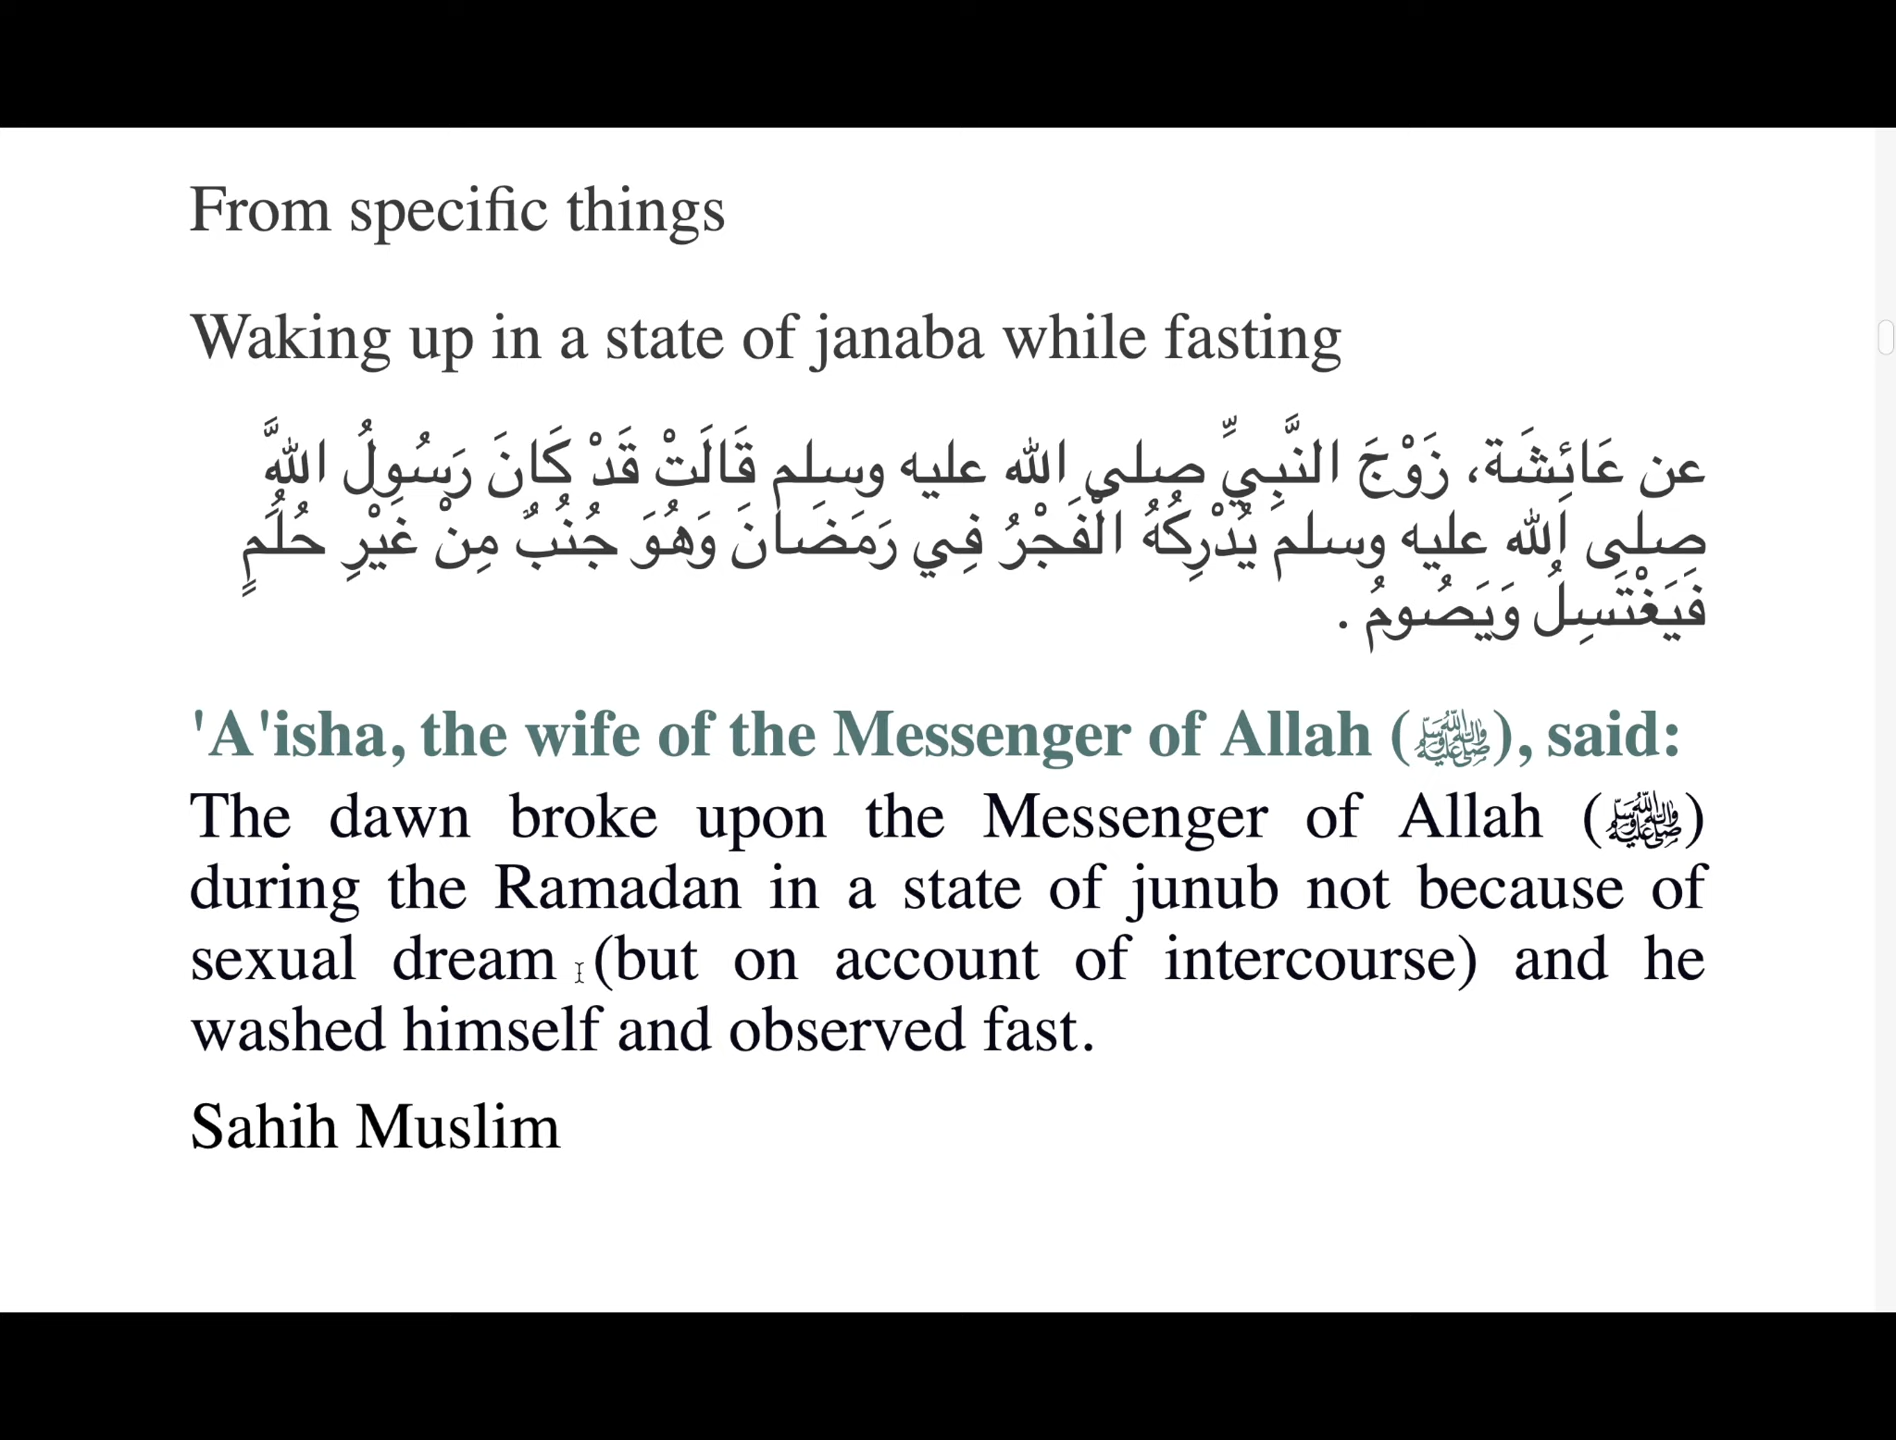 From specific things
Waking up in a state of janaba while fasting
عن عَائِشَة، زَوْجَ النَّبِيِّ صلى الله عليه وسلم قَالَتْ قَدْ كَانَ رَسُولُ اللَّهِ
صلى الله عليه وسلم يُدْرِكُهُ الْفَجْرُ فِي رَمَضَانَ وَهُوَ جُنُبٌ مِنْ غَيْرِ حُلُمٍ
فَيَغْتَسِلُ وَيَصُومُ .
'A'isha, the wife of the Messenger of Allah (ﷺ), said:
The dawn broke upon the Messenger of Allah (ﷺ)
during the Ramadan in a state of junub not because of
sexual dream (but on account of intercourse) and he
washed himself and observed fast.
Sahih Muslim